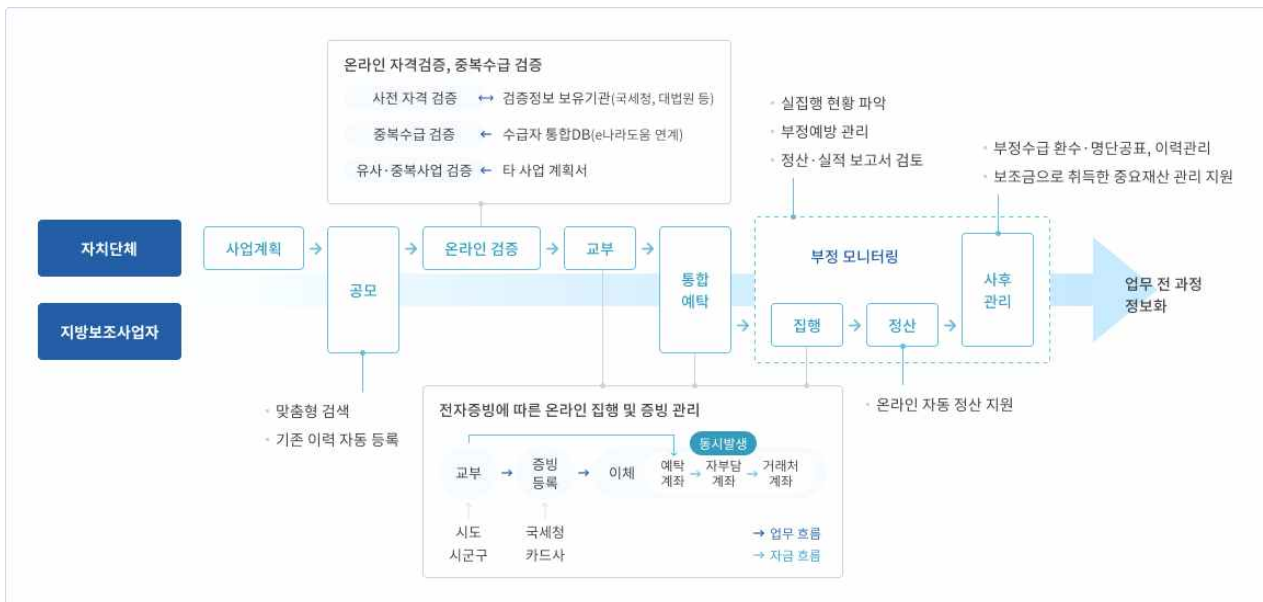 온라인 자격검증, 중복수급 검증
사전 자격 검증 ↔ 검증정보 보유기관(국세청, 대법원 등)
중복수급 검증 ← 수급자 통합DB(e나라도움 연계)
유사·중복사업 검증 ← 타 사업 계획서
· 실집행 현황 파악
· 부정예방 관리
· 정산·실적 보고서 검토
· 부정수급 환수·명단공표, 이력관리
· 보조금으로 취득한 중요재산 관리 지원
자치단체
지방보조사업자
사업계획 →
공모
→ 온라인 검증
→ 교부 →
통합
예탁
→
부정 모니터링
집행 → 정산 →
사후
관리
업무 전 과정
정보화
· 맞춤형 검색
· 기존 이력 자동 등록
· 온라인 자동 정산 지원
전자증빙에 따른 온라인 집행 및 증빙 관리
동시발생
교부 →
증빙
등록
→ 이체
예탁
계좌
→
자부담
계좌
→
거래처
계좌
시도
시군구
국세청
카드사
→ 업무 흐름
→ 자금 흐름